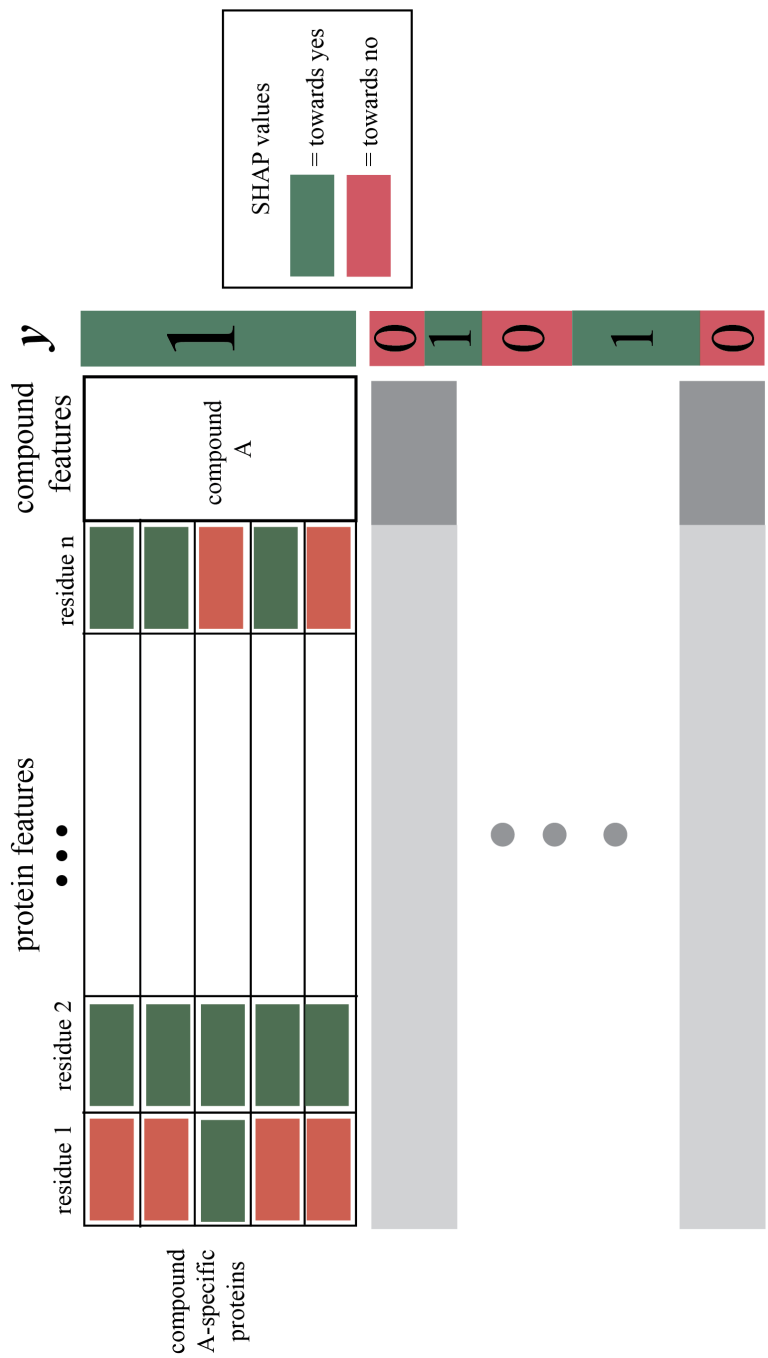 protein features
compound
features
y
residue 1
residue 2
residue n
compound
A-specific
proteins
compound
A
1
0
1
0
1
0
SHAP values
= towards yes
= towards no